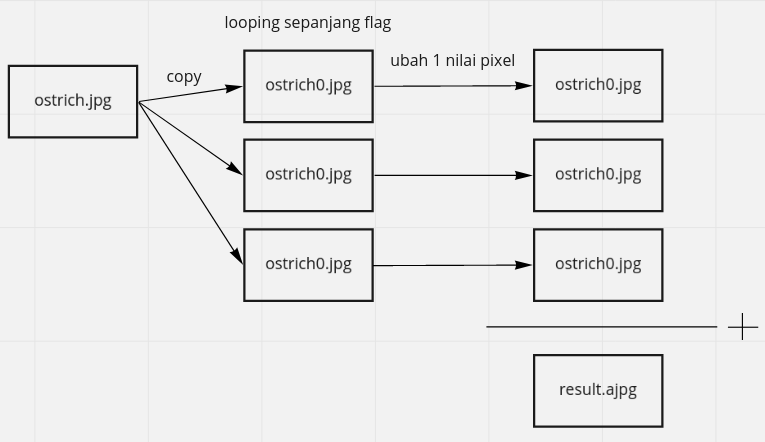 looping sepanjang flag
copy
ubah 1 nilai pixel
ostrich.jpg
ostrich0.jpg
ostrich0.jpg
ostrich0.jpg
ostrich0.jpg
ostrich0.jpg
ostrich0.jpg
result.ajpg